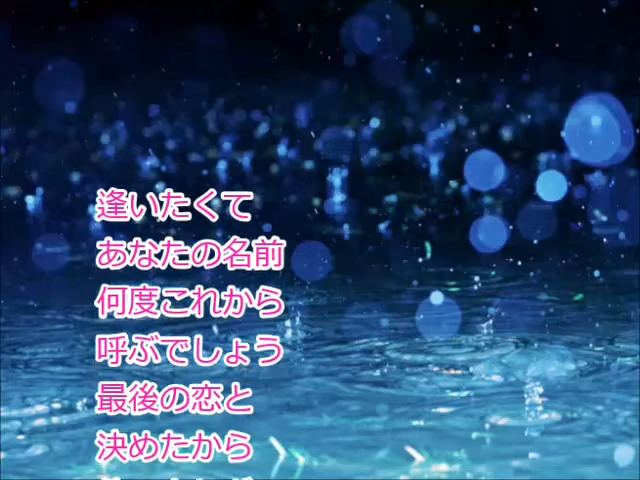 逢いたくて
あなたの名前
何度これから
呼ぶでしょう
最後の恋と
決めたから